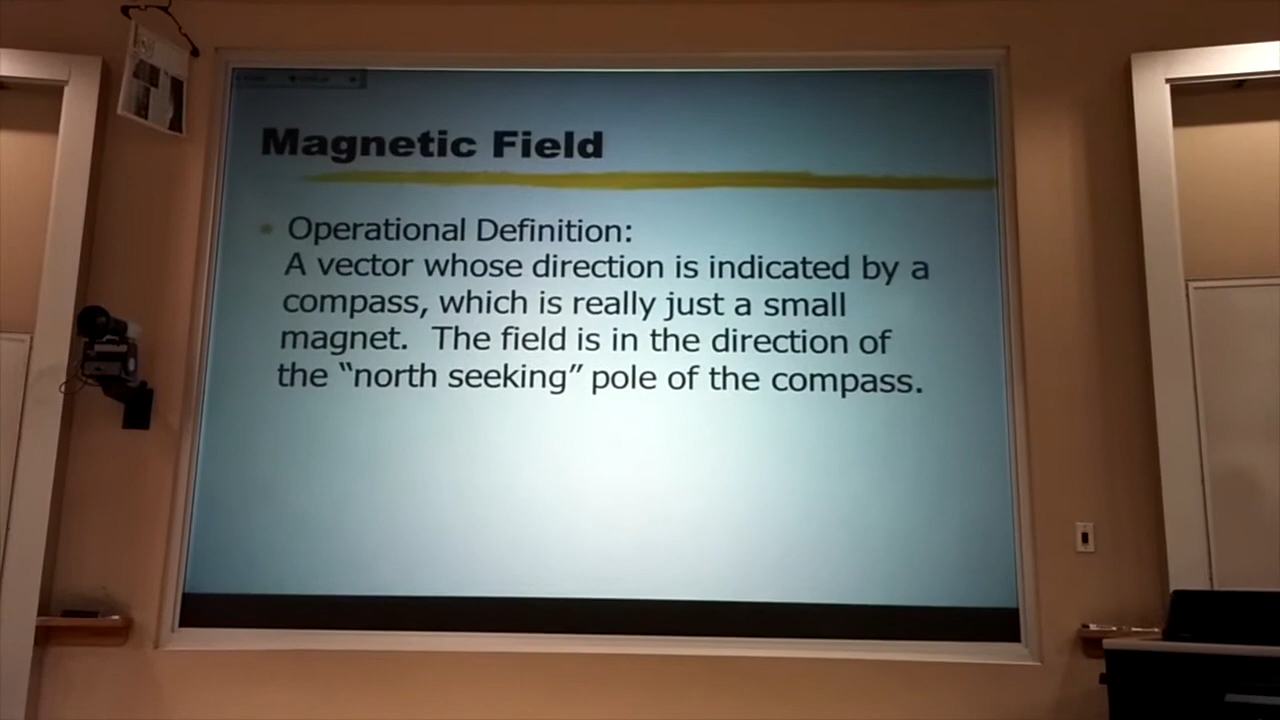 Magnetic Field
Operational Definition:
A vector whose direction is indicated by a
compass, which is really just a small
magnet. The field is in the direction of
the “north seeking” pole of the compass.